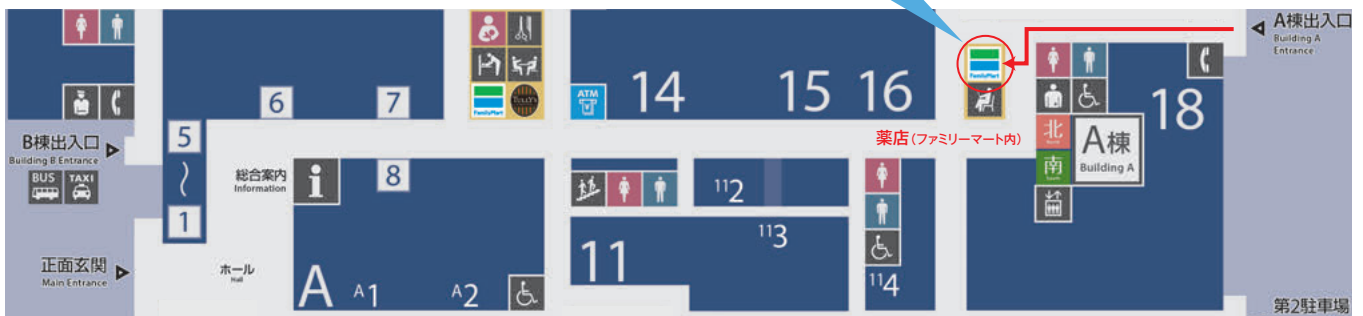 A棟出入口
Building A
Entrance
FamilyMart
ATM
14
15
16
18
6
7
FamilyMart
TULLY'S
薬店(ファミリーマート内)
B棟出入口
Building B Entrance
BUS
TAXI
5
〜
1
総合案内
Information
i
8
北
North
南
South
A棟
Building A
112
113
11
114
正面玄関
Main Entrance
ホール
Hall
A
A1
A2
第2駐車場